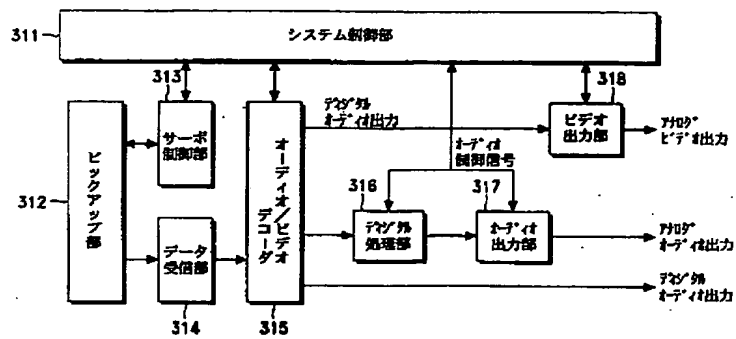 311
システム制御部
313
318
ピックアップ部
サーボ
制御部
オーディオ/ビデオ
デコーダ
ディジタル
オーディオ出力
ビデオ
出力部
アナログ
ビデオ出力
オーディオ
制御信号
312
316
317
データ
受信部
ディジタル
処理部
オーディオ
出力部
アナログ
オーディオ出力
ディジタル
オーディオ出力
314
315